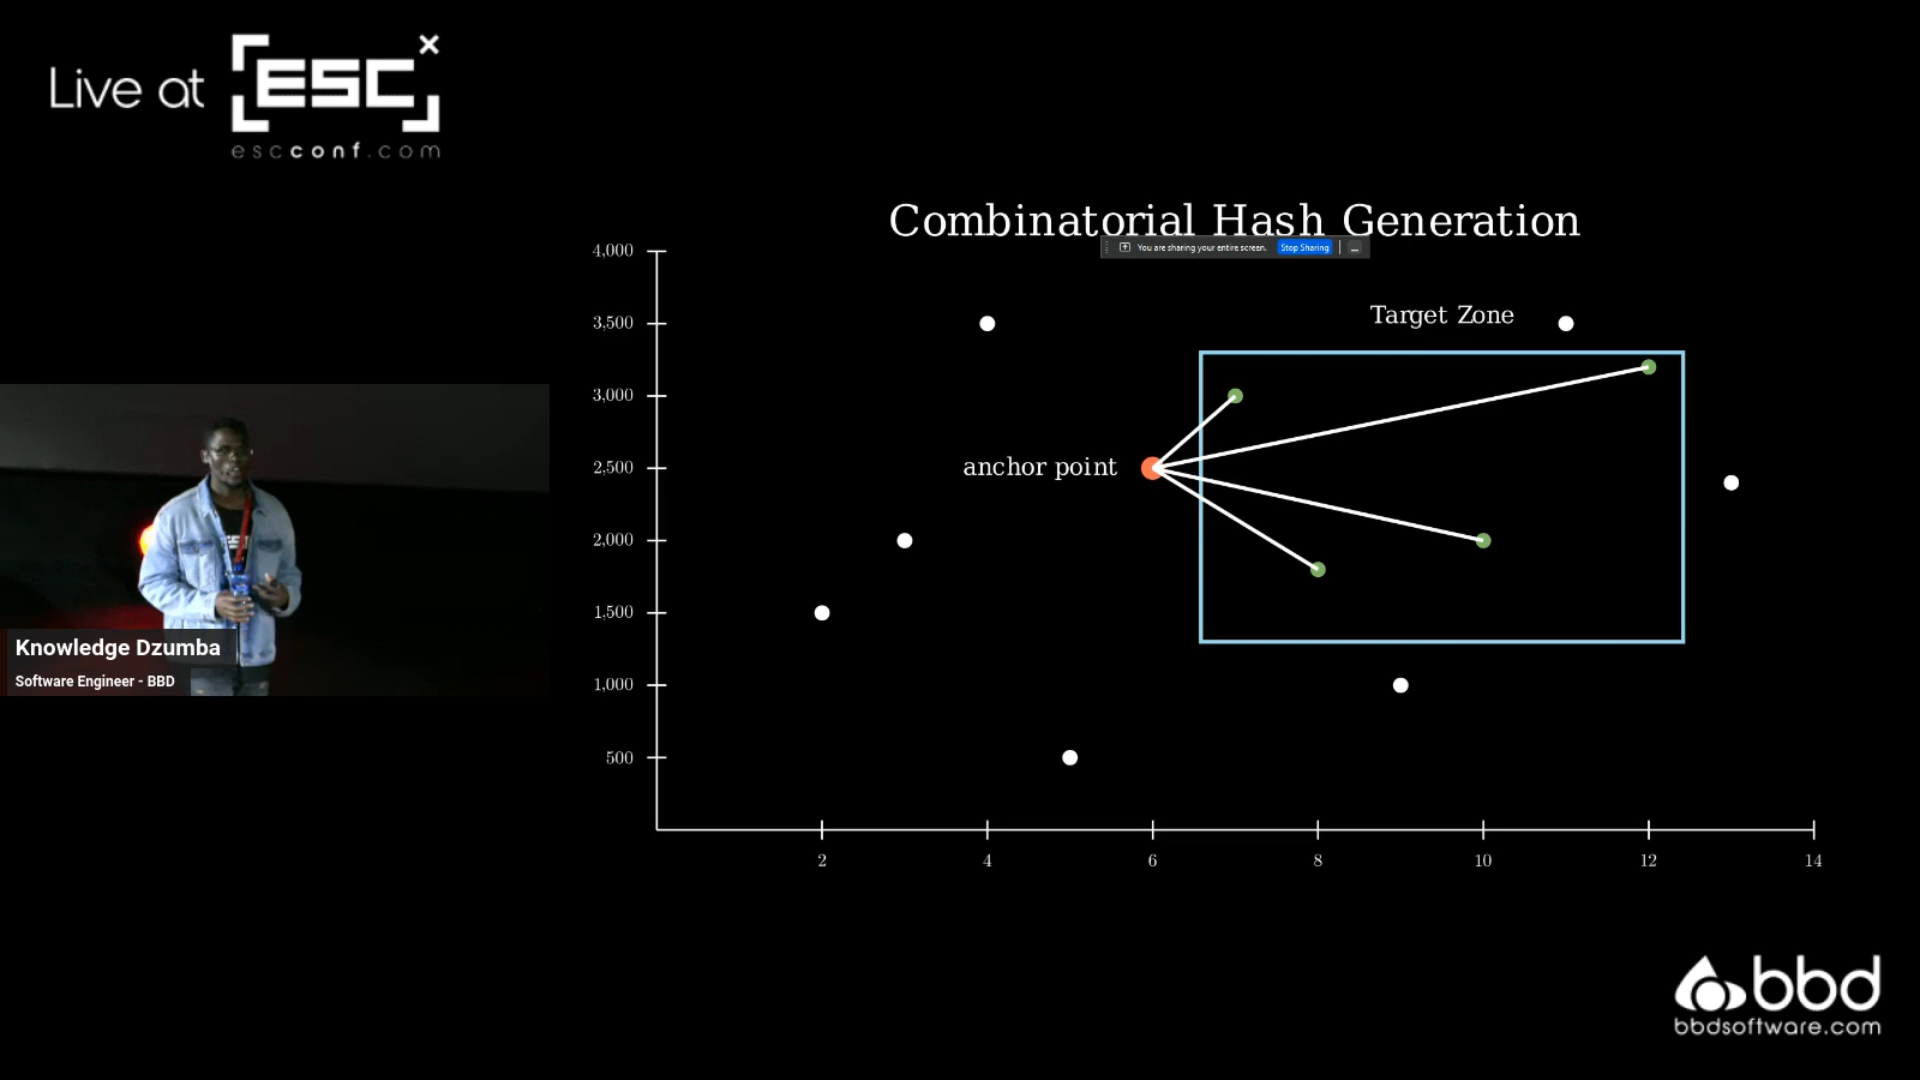 Live at ESC
escconf.com
Combinatorial Hash Generation
You are sharing your entire screen. Stop Sharing
4,000
3,500
3,000
2,500
2,000
1,500
1,000
500
Target Zone
anchor point
2 4 6 8 10 12 14
Knowledge Dzumba
Software Engineer - BBD
bbd
bbdsoftware.com